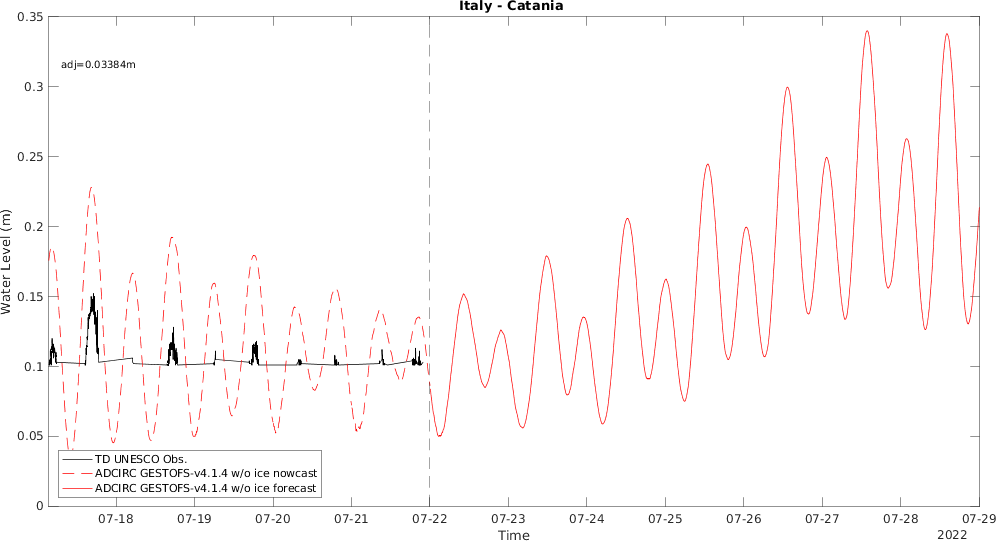 Italy - Catania
adj=0.03384m
Water Level (m)
0.35
0.3
0.25
0.2
0.15
0.1
0.05
0
TD UNESCO Obs.
ADCIRC GESTOFS-v4.1.4 w/o ice nowcast
ADCIRC GESTOFS-v4.1.4 w/o ice forecast
07-18 07-19 07-20 07-21 07-22 07-23 07-24 07-25 07-26 07-27 07-28 07-29
Time
2022